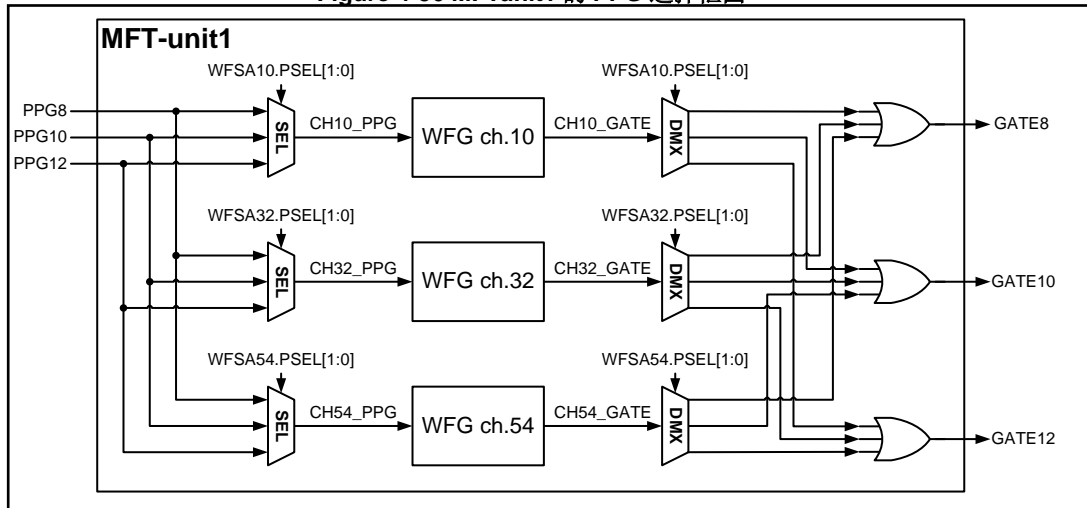 MFT-unit1
WFSA10.PSEL[1:0]
WFSA10.PSEL[1:0]
PPG8
PPG10
PPG12
SEL
CH10_PPG
WFG ch.10
CH10_GATE
DMX
GATE8
WFSA32.PSEL[1:0]
WFSA32.PSEL[1:0]
SEL
CH32_PPG
WFG ch.32
CH32_GATE
DMX
GATE10
WFSA54.PSEL[1:0]
WFSA54.PSEL[1:0]
SEL
CH54_PPG
WFG ch.54
CH54_GATE
DMX
GATE12